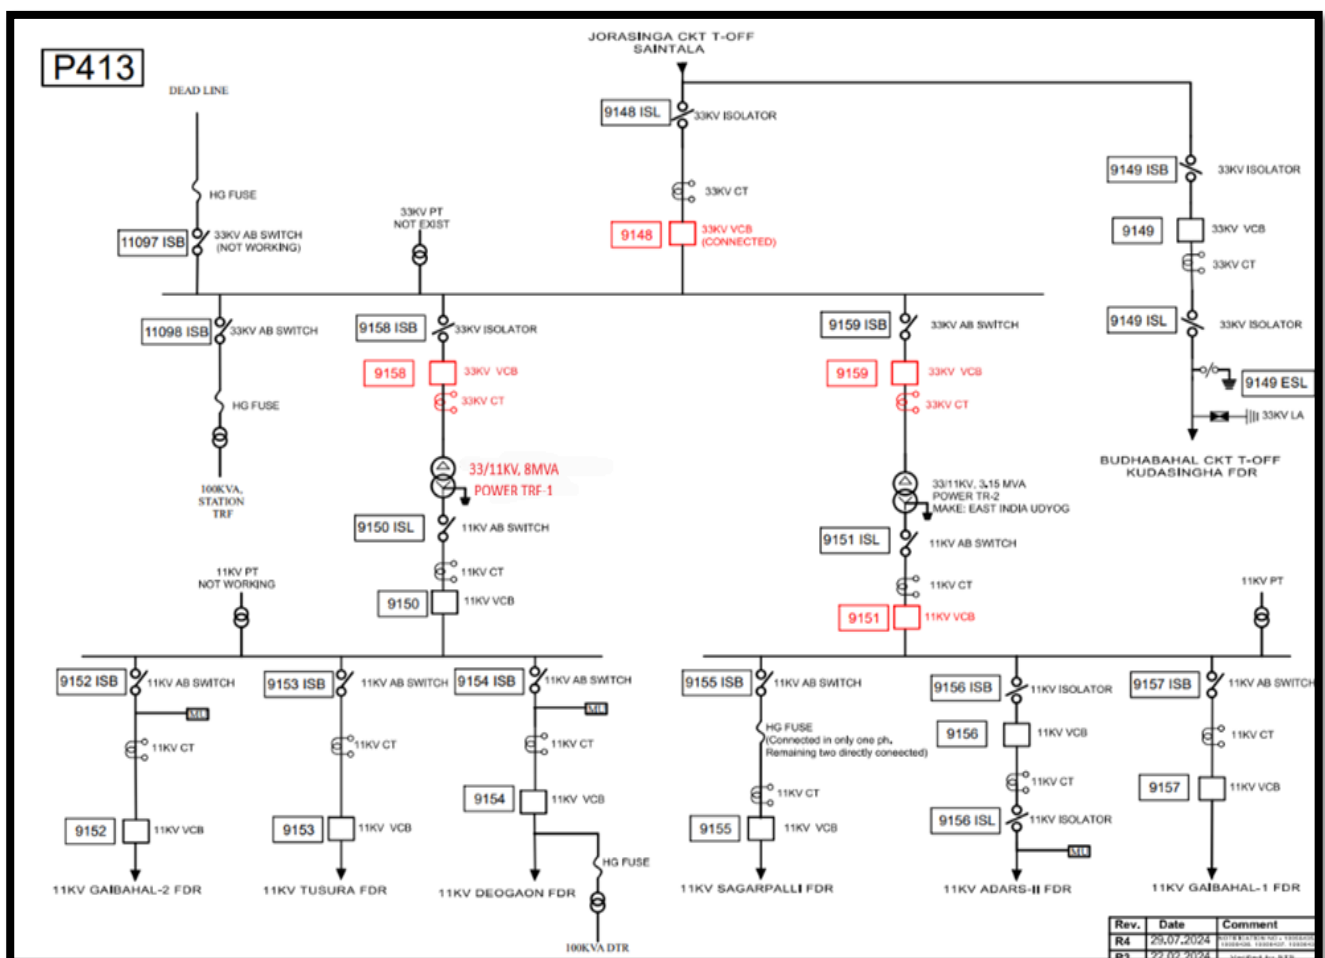 JORASINGA CKT T-OFF
SAINTALA
P413
DEAD LINE
9148 ISL
33KV ISOLATOR
9149 ISB
33KV ISOLATOR
HG FUSE
33KV CT
33KV PT
NOT EXIST
11097 ISB
33KV AB SWITCH
(NOT WORKING)
9148
33KV VCB
(CONNECTED)
9149
33KV VCB
33KV CT
11098 ISB
33KV AB SWITCH
9158 ISB
33KV ISOLATOR
9159 ISB
33KV AB SWITCH
9149 ISL
33KV ISOLATOR
9158
33KV VCB
9159
33KV VCB
9149 ESL
HG FUSE
33KV CT
33KV CT
33KV LA
33/11KV, 8MVA
POWER TRF-1
BUDHABAHAL CKT T-OFF
KUDASINGHA FDR
100KVA,
STATION
TRF
33/11KV, 3.15 MVA
POWER TR-2
MAKE: EAST INDIA UDYOG
9150 ISL
11KV AB SWITCH
9151 ISL
11KV AB SWITCH
11KV PT
NOT WORKING
11KV CT
11KV CT
11KV PT
9150
11KV VCB
9151
11KV VCB
9152 ISB
11KV AB SWITCH
9153 ISB
11KV AB SWITCH
9154 ISB
11KV AB SWITCH
9155 ISB
11KV AB SWITCH
9156 ISB
11KV ISOLATOR
9157 ISB
11KV AB SWITCH
MU
MU
HG FUSE
(Connected in only one ph.
Remaining two directly coneected)
9156
11KV VCB
11KV CT
11KV CT
11KV CT
11KV CT
11KV CT
11KV CT
9154
11KV VCB
9157
11KV VCB
9152
11KV VCB
9153
11KV VCB
9155
11KV VCB
9156 ISL
11KV ISOLATOR
MU
HG FUSE
11KV GAIBAHAL-2 FDR
11KV TUSURA FDR
11KV DEOGAON FDR
11KV SAGARPALLI FDR
11KV ADARS-II FDR
11KV GAIBAHAL-1 FDR
100KVA DTR
Rev. Date Comment
R4 29.07.2024
22.02.2024